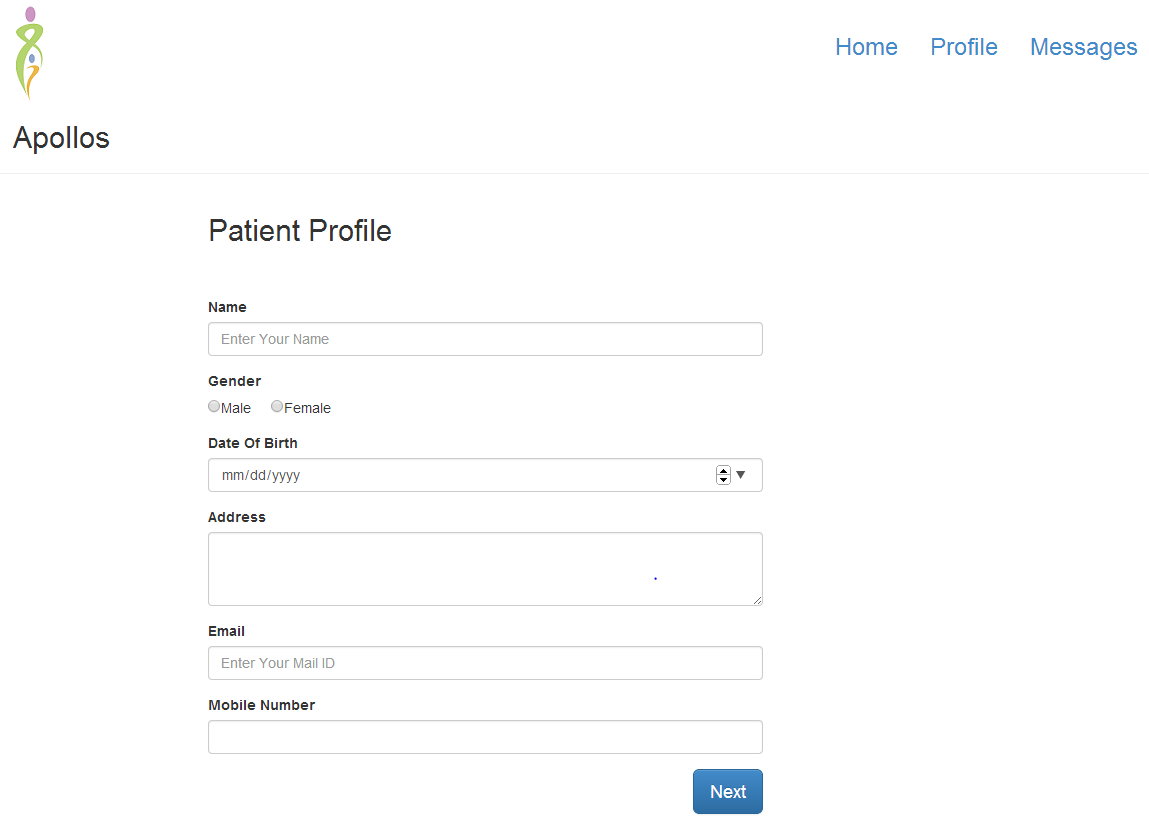 Home Profile Messages
Apollos
Patient Profile
Name
Enter Your Name
Gender
Male Female
Date Of Birth
mm/dd/yyyy
Address
Email
Enter Your Mail ID
Mobile Number
Next